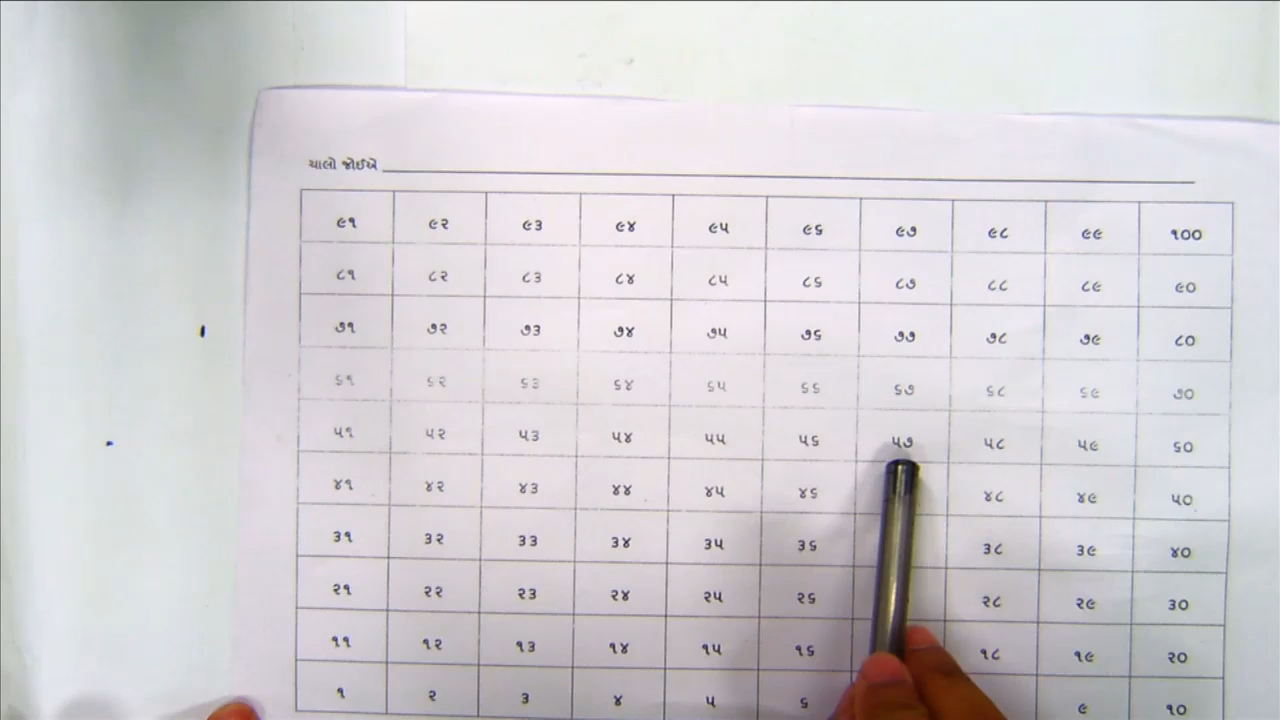 ચાલો જોઈએ
૯૧ ૯૨ ૯૩ ૯૪ ૯૫ ૯૬ ૯૭ ૯૮ ૯૯ ૧૦૦
૮૧ ૮૨ ૮૩ ૮૪ ૮૫ ૮૬ ૮૭ ૮૮ ૮૯ ૯૦
૭૧ ૭૨ ૭૩ ૭૪ ૭૫ ૭૬ ૭૭ ૭૮ ૭૯ ૮૦
૬૧ ૬૨ ૬૩ ૬૪ ૬૫ ૬૬ ૬૭ ૬૮ ૬૯ ૭૦
૫૧ ૫૨ ૫૩ ૫૪ ૫૫ ૫૬ ૫૭ ૫૮ ૫૯ ૬૦
૪૧ ૪૨ ૪૩ ૪૪ ૪૫ ૪૬ ૪૮ ૪૯ ૫૦
૩૧ ૩૨ ૩૩ ૩૪ ૩૫ ૩૬ ૩૮ ૩૯ ૪૦
૨૧ ૨૨ ૨૩ ૨૪ ૨૫ ૨૬ ૨૮ ૨૯ ૩૦
૧૧ ૧૨ ૧૩ ૧૪ ૧૫ ૧૬ ૧૮ ૧૯ ૨૦
૧ ૨ ૩ ૪ ૫ ૬ ૯ ૧૦